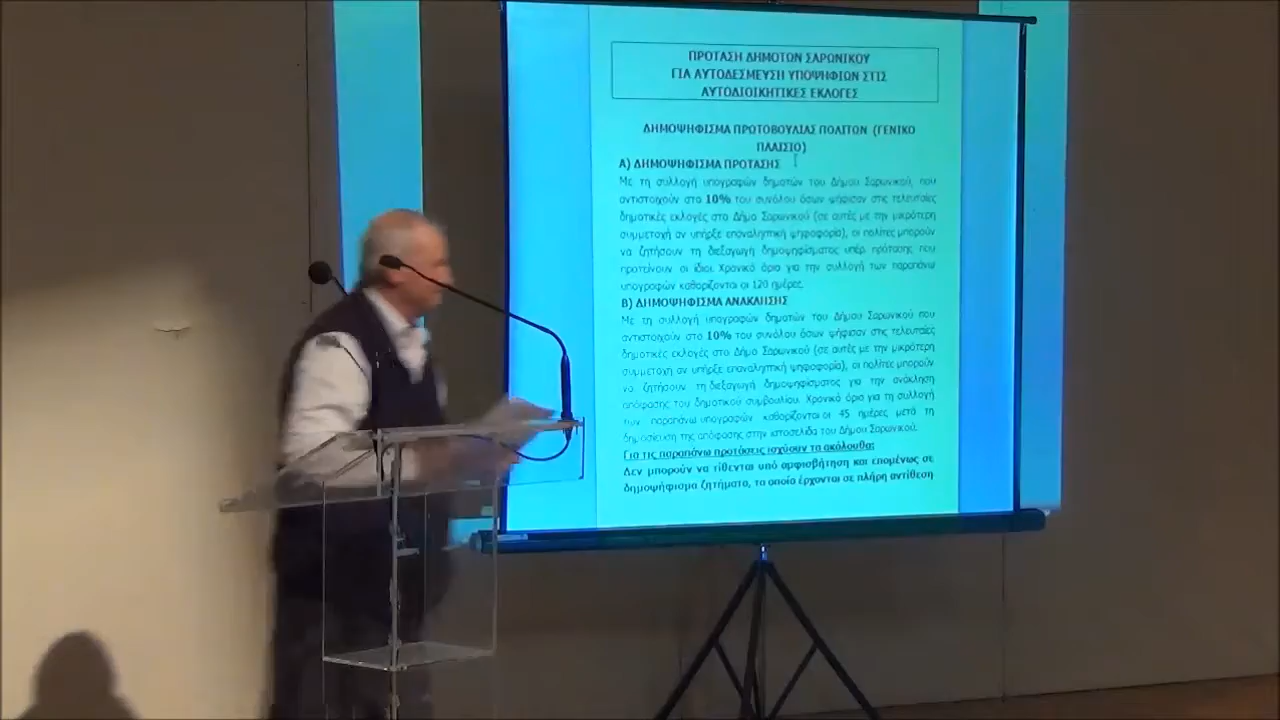 ΠΡΟΤΑΣΗ ΔΗΜΟΤΩΝ ΣΑΡΩΝΙΚΟΥ
ΓΙΑ ΑΥΤΟΔΕΣΜΕΥΣΗ ΥΠΟΨΗΦΙΩΝ ΣΤΙΣ
ΑΥΤΟΔΙΟΙΚΗΤΙΚΕΣ ΕΚΛΟΓΕΣ
ΔΗΜΟΨΗΦΙΣΜΑ ΠΡΩΤΟΒΟΥΛΙΑΣ ΠΟΛΙΤΩΝ (ΓΕΝΙΚΟ
ΠΛΑΙΣΙΟ)
Α) ΔΗΜΟΨΗΦΙΣΜΑ ΠΡΟΤΑΣΗΣ
Με τη συλλογή υπογραφών δημοτών του Δήμου Σαρωνικού, που
αντιστοιχούν στο 10% του συνόλου όσων ψήφισαν στις τελευταίες
δημοτικές εκλογές στο Δήμο Σαρωνικού (σε αυτές με την μικρότερη
συμμετοχή αν υπήρξε επαναληπτική ψηφοφορία), οι πολίτες μπορούν
να ζητήσουν τη διεξαγωγή δημοψηφίσματος υπέρ πρότασης που
προτείνουν οι ίδιοι. Χρονικό όριο για την συλλογή των παραπάνω
υπογραφών καθορίζονται οι 120 ημέρες.
Β) ΔΗΜΟΨΗΦΙΣΜΑ ΑΝΑΚΛΗΣΗΣ
Με τη συλλογή υπογραφών δημοτών του Δήμου Σαρωνικού που
αντιστοιχούν στο 10% του συνόλου όσων ψήφισαν στις τελευταίες
δημοτικές εκλογές στο Δήμο Σαρωνικού (σε αυτές με την μικρότερη
συμμετοχή αν υπήρξε επαναληπτική ψηφοφορία), οι πολίτες μπορούν
να ζητήσουν τη διεξαγωγή δημοψηφίσματος για την ανάκληση
απόφασης του δημοτικού συμβουλίου. Χρονικό όριο για τη συλλογή
των παραπάνω υπογραφών καθορίζονται οι 45 ημέρες μετά τη
δημοσίευση της απόφασης στην ιστοσελίδα του Δήμου Σαρωνικού.
Για τις παραπάνω προτάσεις ισχύουν τα ακόλουθα:
Δεν μπορούν να τίθενται υπό αμφισβήτηση και επομένως σε
δημοψήφισμα ζητήματα, τα οποία έρχονται σε πλήρη αντίθεση